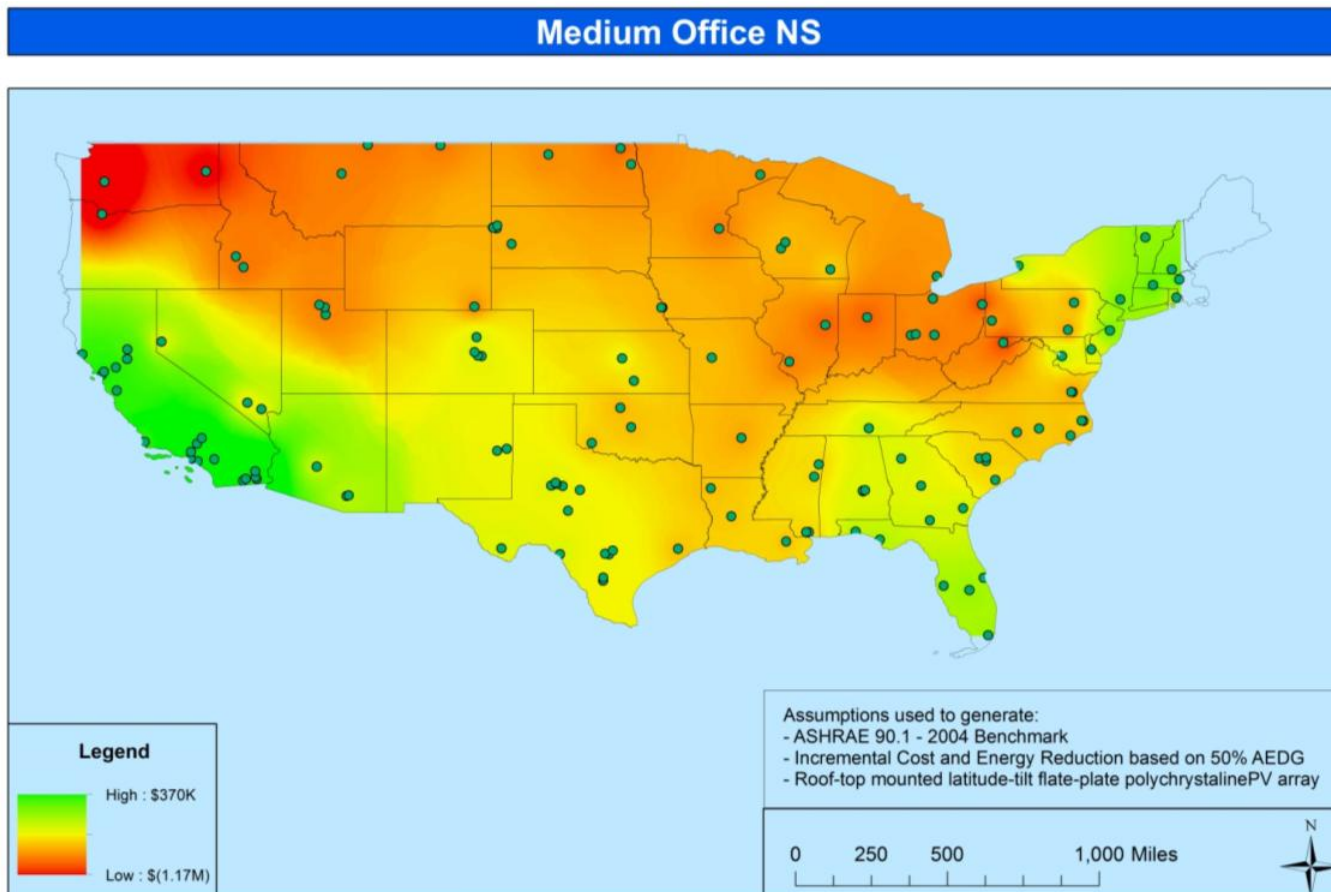 Medium Office NS
Assumptions used to generate:
- ASHRAE 90.1 - 2004 Benchmark
- Incremental Cost and Energy Reduction based on 50% AEDG
- Roof-top mounted latitude-tilt flate-plate polychrystalinePV array
Legend
High : $370K
Low : $(1.17M)
0 250 500 1,000 Miles
N